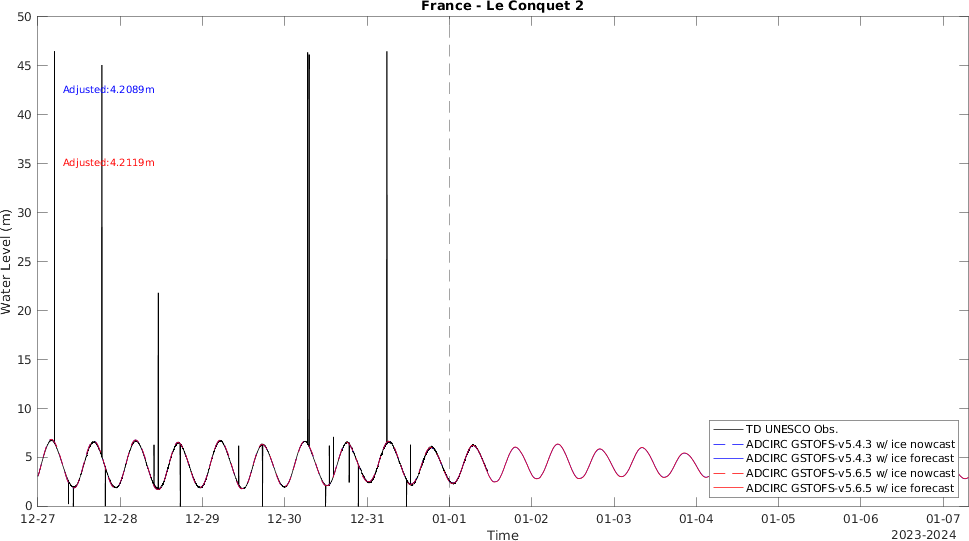 France - Le Conquet 2
50
45
40
35
30
25
20
15
10
5
0
Water Level (m)
Adjusted:4.2089m
Adjusted:4.2119m
TD UNESCO Obs.
ADCIRC GSTOFS-v5.4.3 w/ ice nowcast
ADCIRC GSTOFS-v5.4.3 w/ ice forecast
ADCIRC GSTOFS-v5.6.5 w/ ice nowcast
ADCIRC GSTOFS-v5.6.5 w/ ice forecast
12-27 12-28 12-29 12-30 12-31 01-01 01-02 01-03 01-04 01-05 01-06 01-07
Time
2023-2024